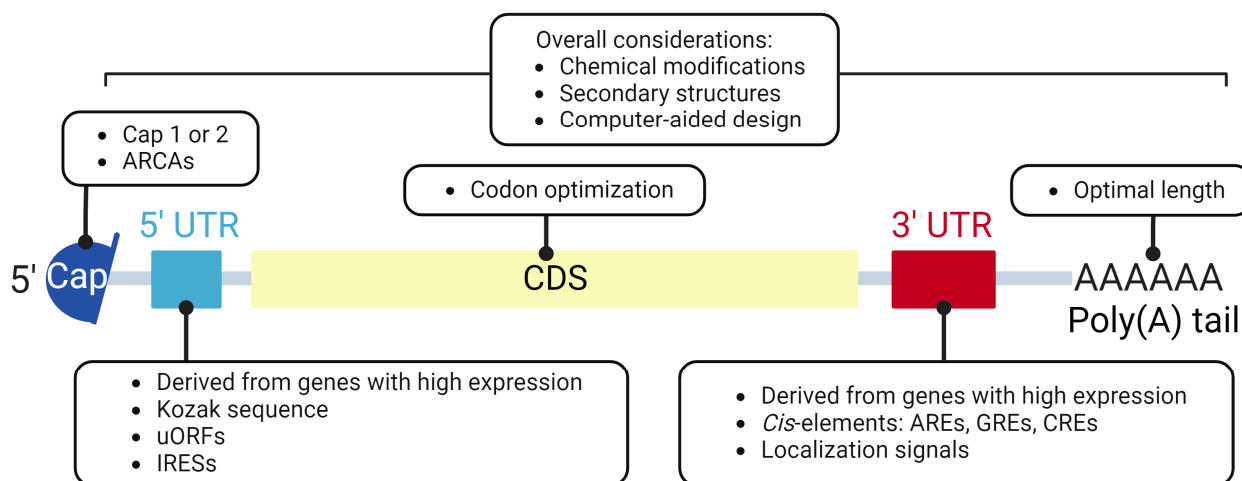 Overall considerations:
• Chemical modifications
• Secondary structures
• Computer-aided design
• Cap 1 or 2
• ARCAs
• Codon optimization
• Optimal length
5' UTR
3' UTR
5'
Cap
CDS
AAAAAA
Poly(A) tail
• Derived from genes with high expression
• Kozak sequence
• uORFs
• IRESs
• Derived from genes with high expression
• Cis-elements: AREs, GREs, CREs
• Localization signals